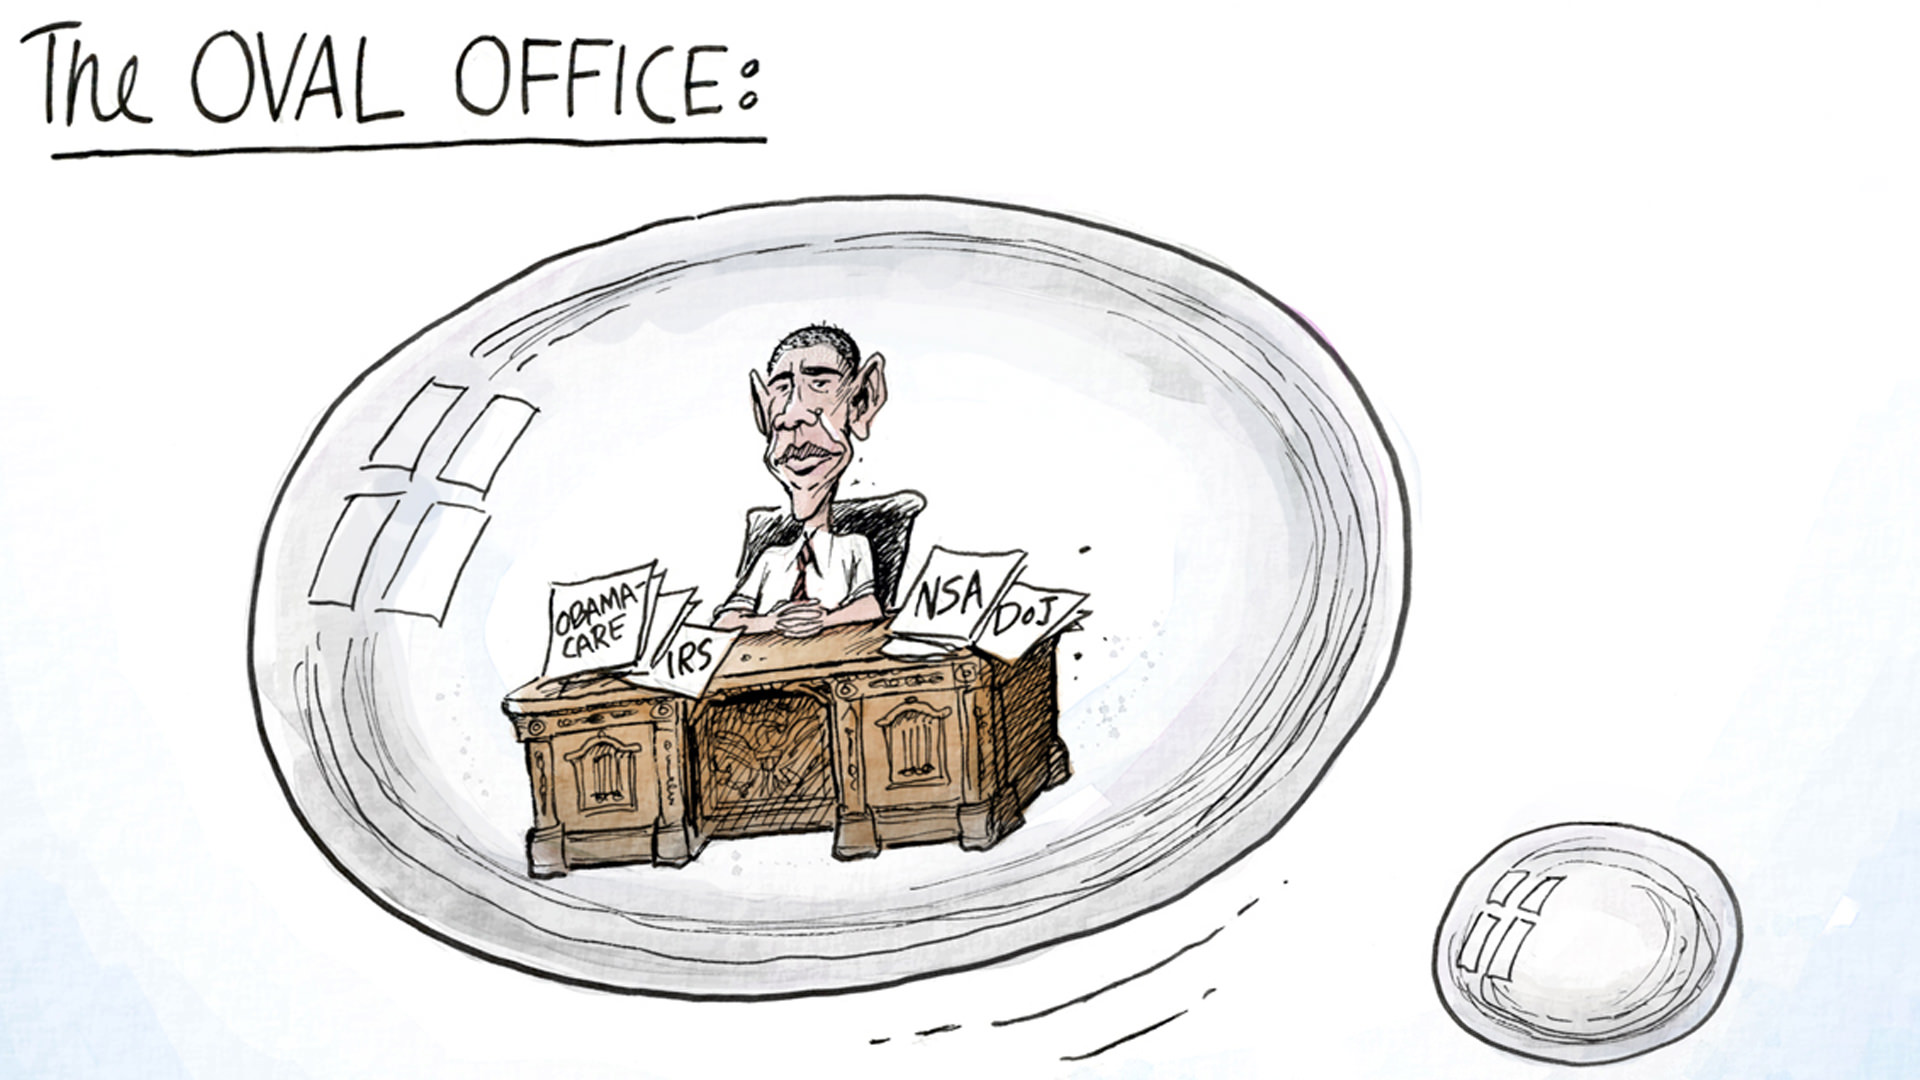 The OVAL OFFICE:
OBAMA-
CARE
IRS
NSA
DOJ